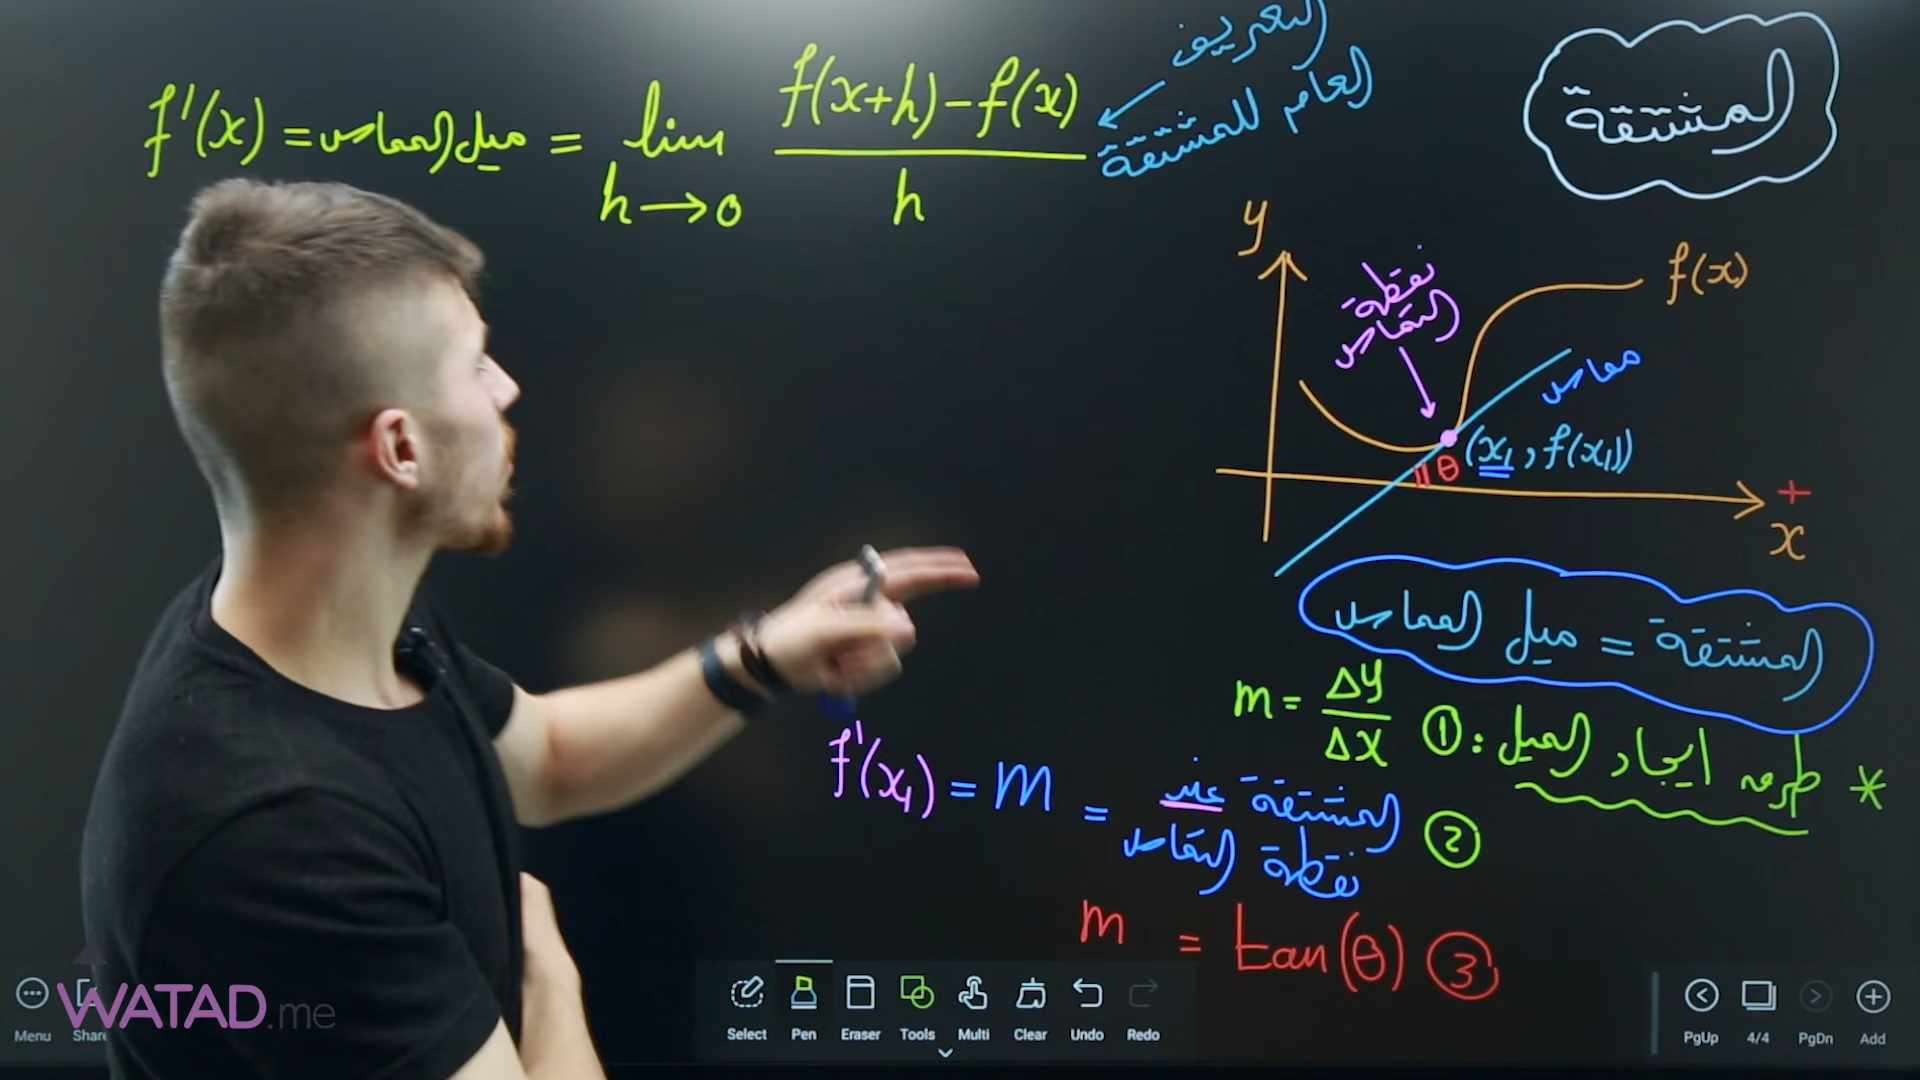 المشتقة
f'(x) = ميل المماس = lim h→0 f(x+h)-f(x) / h
التعريف
العام للمشتقة
y
f(x)
نقطة
التماس
مماس
(x₁, f(x₁))
θ
+
x
المشتقة = ميل المماس
* طرق ايجاد الميل:
① m = Δy / Δx
② f'(x₁) = m = المشتقة عند
نقطة التماس
③ m = tan(θ)
WATAD.me
Menu
Share
Select
Pen
Eraser
Tools
Multi
Clear
Undo
Redo
PgUp
4/4
PgDn
Add